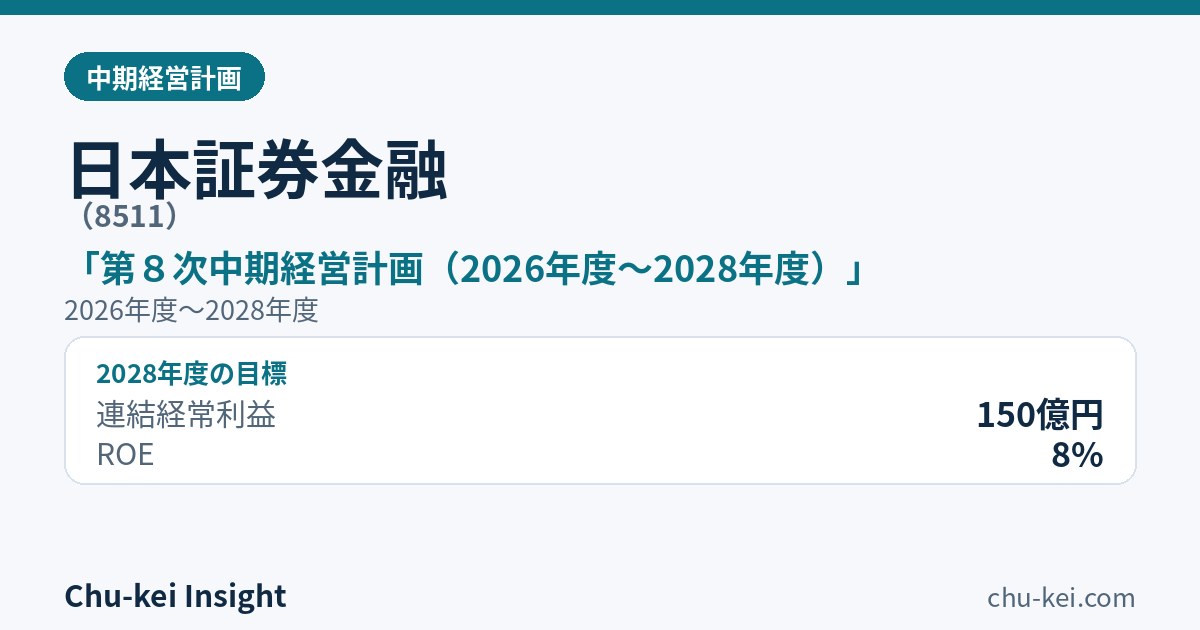 中期経営計画
日本証券金融
（8511）
「第８次中期経営計画（2026年度〜2028年度）」
2026年度〜2028年度
2028年度の目標
連結経常利益 150億円
ROE 8%
Chu-kei Insight chu-kei.com